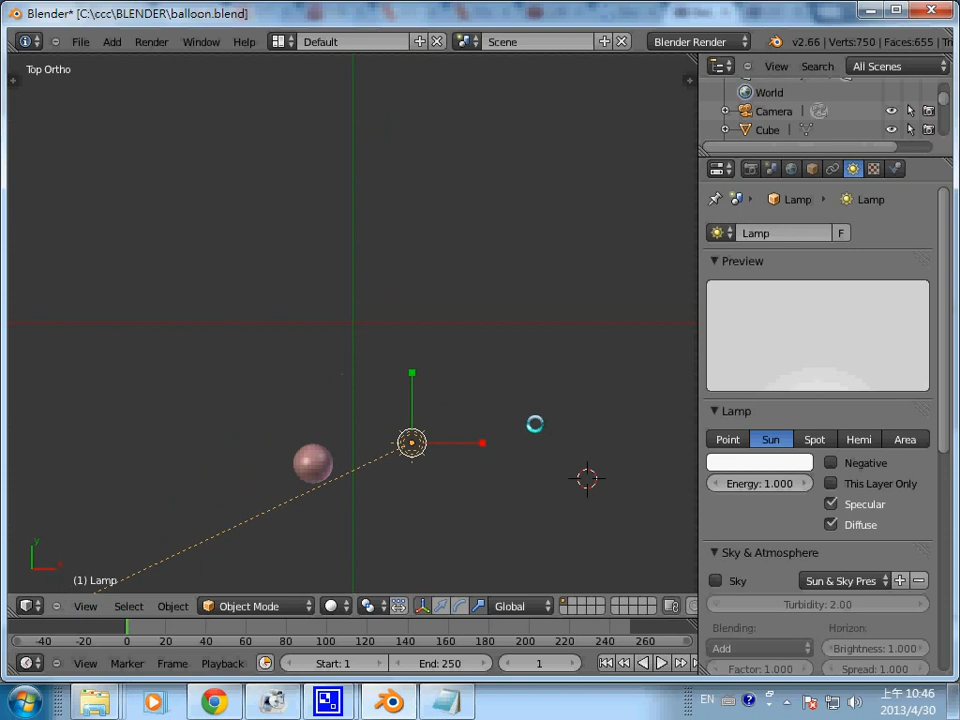 Blender* [C:\ccc\BLENDER\balloon.blend]
File Add Render Window Help Default Scene Blender Render v2.66 | Verts:750 | Faces:655 | Tri
Top Ortho
View Search All Scenes
World
Camera
Cube
Lamp Lamp
Lamp F
Preview
Lamp
Point Sun Spot Hemi Area
Negative
Energy: 1.000 This Layer Only
Specular
Diffuse
Sky & Atmosphere
Sky Sun & Sky Pres
Turbidity: 2.00
Blending: Horizon:
Add Brightness: 1.000
Factor: 1.000 Spread: 1.000
y
x
(1) Lamp
View Select Object Object Mode Global
-40 -20 0 20 40 60 80 100 120 140 160 180 200 220 240 260
View Marker Frame Playback Start: 1 End: 250 1
EN
上午 10:46
2013/4/30